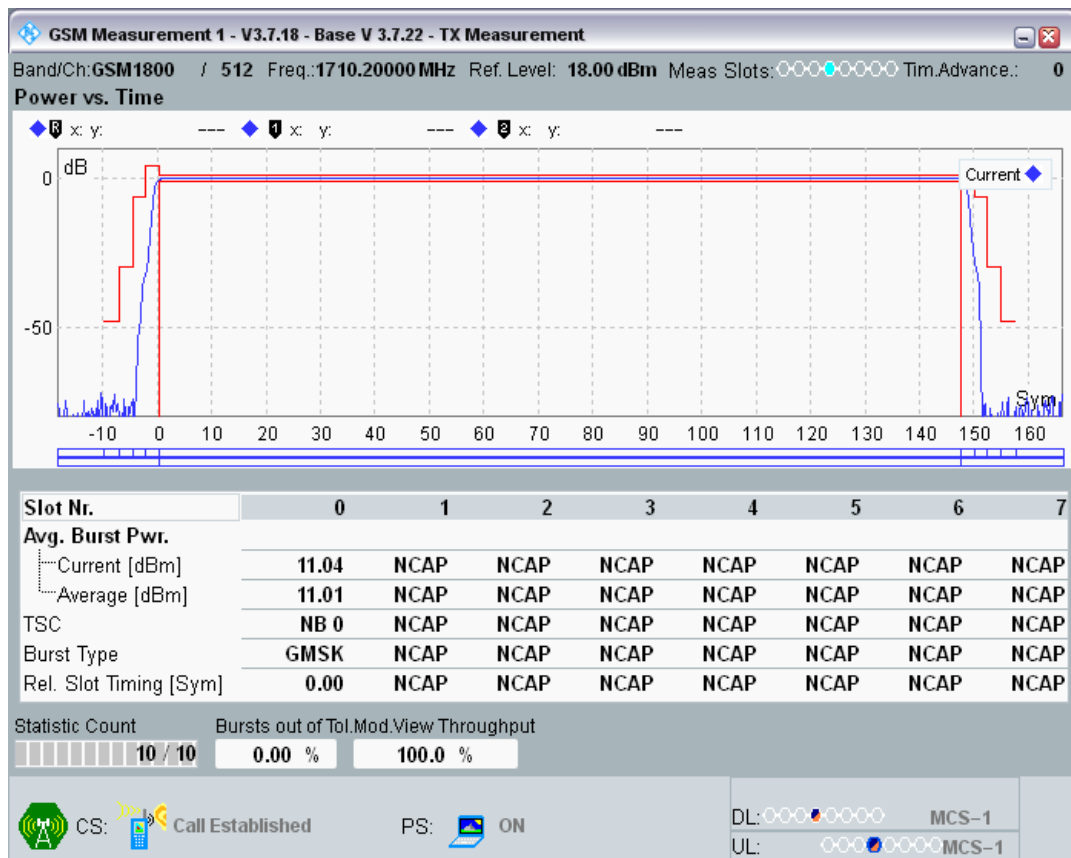 GSM Measurement 1 - V3.7.18 - Base V 3.7.22 - TX Measurement
Band/Ch:GSM1800 / 512 Freq.:1710.20000 MHz Ref. Level: 18.00 dBm Meas Slots: Tim.Advance.: 0
Power vs. Time
R x: y: --- 1 x: y: --- 2 x: y: ---
dB
Current
0
-50
Sym
-10 0 10 20 30 40 50 60 70 80 90 100 110 120 130 140 150 160
Slot Nr. 0 1 2 3 4 5 6 7
Avg. Burst Pwr.
Current [dBm] 11.04 NCAP NCAP NCAP NCAP NCAP NCAP NCAP
Average [dBm] 11.01 NCAP NCAP NCAP NCAP NCAP NCAP NCAP
TSC NB 0 NCAP NCAP NCAP NCAP NCAP NCAP NCAP
Burst Type GMSK NCAP NCAP NCAP NCAP NCAP NCAP NCAP
Rel. Slot Timing [Sym] 0.00 NCAP NCAP NCAP NCAP NCAP NCAP NCAP
Statistic Count Bursts out of Tol. Mod.View Throughput
10 / 10 0.00 % 100.0 %
CS: Call Established PS: ON
DL: MCS-1
UL: MCS-1